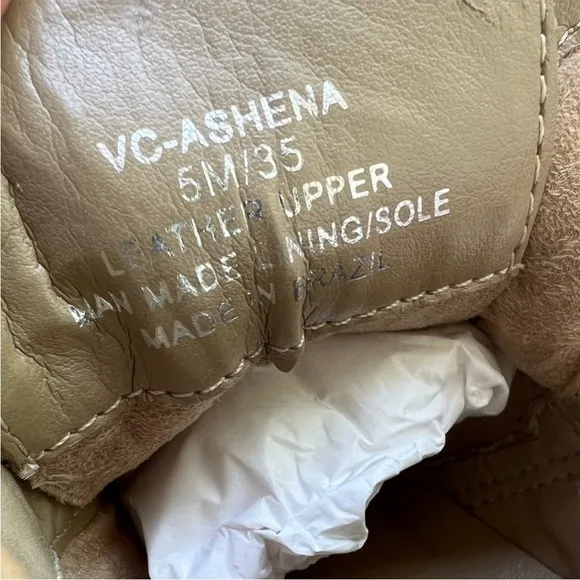 VC-ASHENA
5M/35
LEATHER UPPER
MAN MADE LINING/SOLE
MADE IN BRAZIL